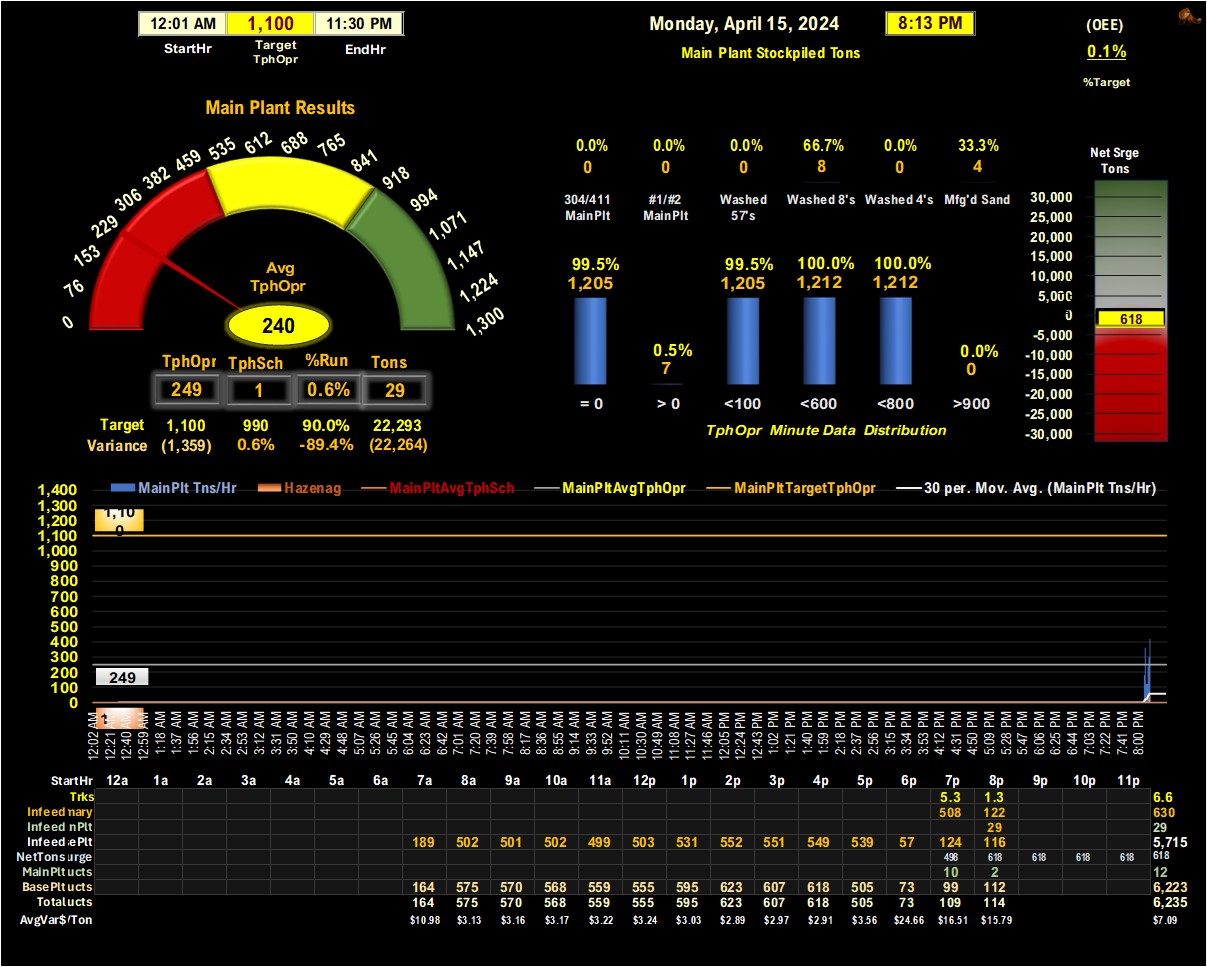 12:01 AM 1,100 11:30 PM
StartHr Target TphOpr EndHr
Monday, April 15, 2024 8:13 PM
Main Plant Stockpiled Tons
(OEE)
0.1%
%Target
Main Plant Results
0 76 153 229 306 382 459 535 612 688 765 841 918 994 1,071 1,147 1,224 1,300
Avg
TphOpr
240
TphOpr TphSch %Run Tons
249 1 0.6% 29
Target 1,100 990 90.0% 22,293
Variance (1,359) 0.6% -89.4% (22,264)
0.0% 0.0% 0.0% 66.7% 0.0% 33.3%
0 0 0 8 0 4
304/411 MainPlt #1/#2 MainPlt Washed 57's Washed 8's Washed 4's Mfg'd Sand
99.5% 99.5% 100.0% 100.0%
1,205 1,205 1,212 1,212
0.5% 0.0%
7 0
= 0 > 0 <100 <600 <800 >900
TphOpr Minute Data Distribution
Net Srge
Tons
30,000
25,000
20,000
15,000
10,000
5,000
0
618
-5,000
-10,000
-15,000
-20,000
-25,000
-30,000
MainPlt Tns/Hr Hazenag MainPltAvgTphSch MainPltAvgTphOpr MainPltTargetTphOpr 30 per. Mov. Avg. (MainPlt Tns/Hr)
1,400
1,300
1,100
1,000
900
800
700
600
500
400
300
200
100
0
1,100
249
12:02 AM 12:21 AM 12:40 AM 12:59 AM 1:18 AM 1:37 AM 1:56 AM 2:15 AM 2:34 AM 2:53 AM 3:12 AM 3:31 AM 3:50 AM 4:10 AM 4:29 AM 4:48 AM 5:07 AM 5:26 AM 5:45 AM 6:04 AM 6:23 AM 6:42 AM 7:01 AM 7:20 AM 7:39 AM 7:58 AM 8:17 AM 8:36 AM 8:55 AM 9:14 AM 9:33 AM 9:52 AM 10:11 AM 10:30 AM 10:49 AM 11:08 AM 11:27 AM 11:46 AM 12:05 PM 12:24 PM 12:43 PM 1:02 PM 1:21 PM 1:40 PM 1:59 PM 2:18 PM 2:37 PM 2:56 PM 3:15 PM 3:34 PM 3:53 PM 4:12 PM 4:31 PM 4:50 PM 5:09 PM 5:28 PM 5:47 PM 6:06 PM 6:25 PM 6:44 PM 7:03 PM 7:22 PM 7:41 PM 8:00 PM
StartHr 12a 1a 2a 3a 4a 5a 6a 7a 8a 9a 10a 11a 12p 1p 2p 3p 4p 5p 6p 7p 8p 9p 10p 11p
Trks 5.3 1.3 6.6
Infeed mary 508 122 630
Infeed nPlt 29 29
Infeed ePlt 189 502 501 502 499 503 531 552 551 549 539 57 124 116 5,715
NetTons urge 498 618 618 618 618 618
MainPlt ucts 10 2 12
BasePlt ucts 164 575 570 568 559 555 595 623 607 618 505 73 99 112 6,223
Total ucts 164 575 570 568 559 555 595 623 607 618 505 73 109 114 6,235
AvgVar$/Ton $10.98 $3.13 $3.16 $3.17 $3.22 $3.24 $3.03 $2.89 $2.97 $2.91 $3.56 $24.66 $16.51 $15.79 $7.09